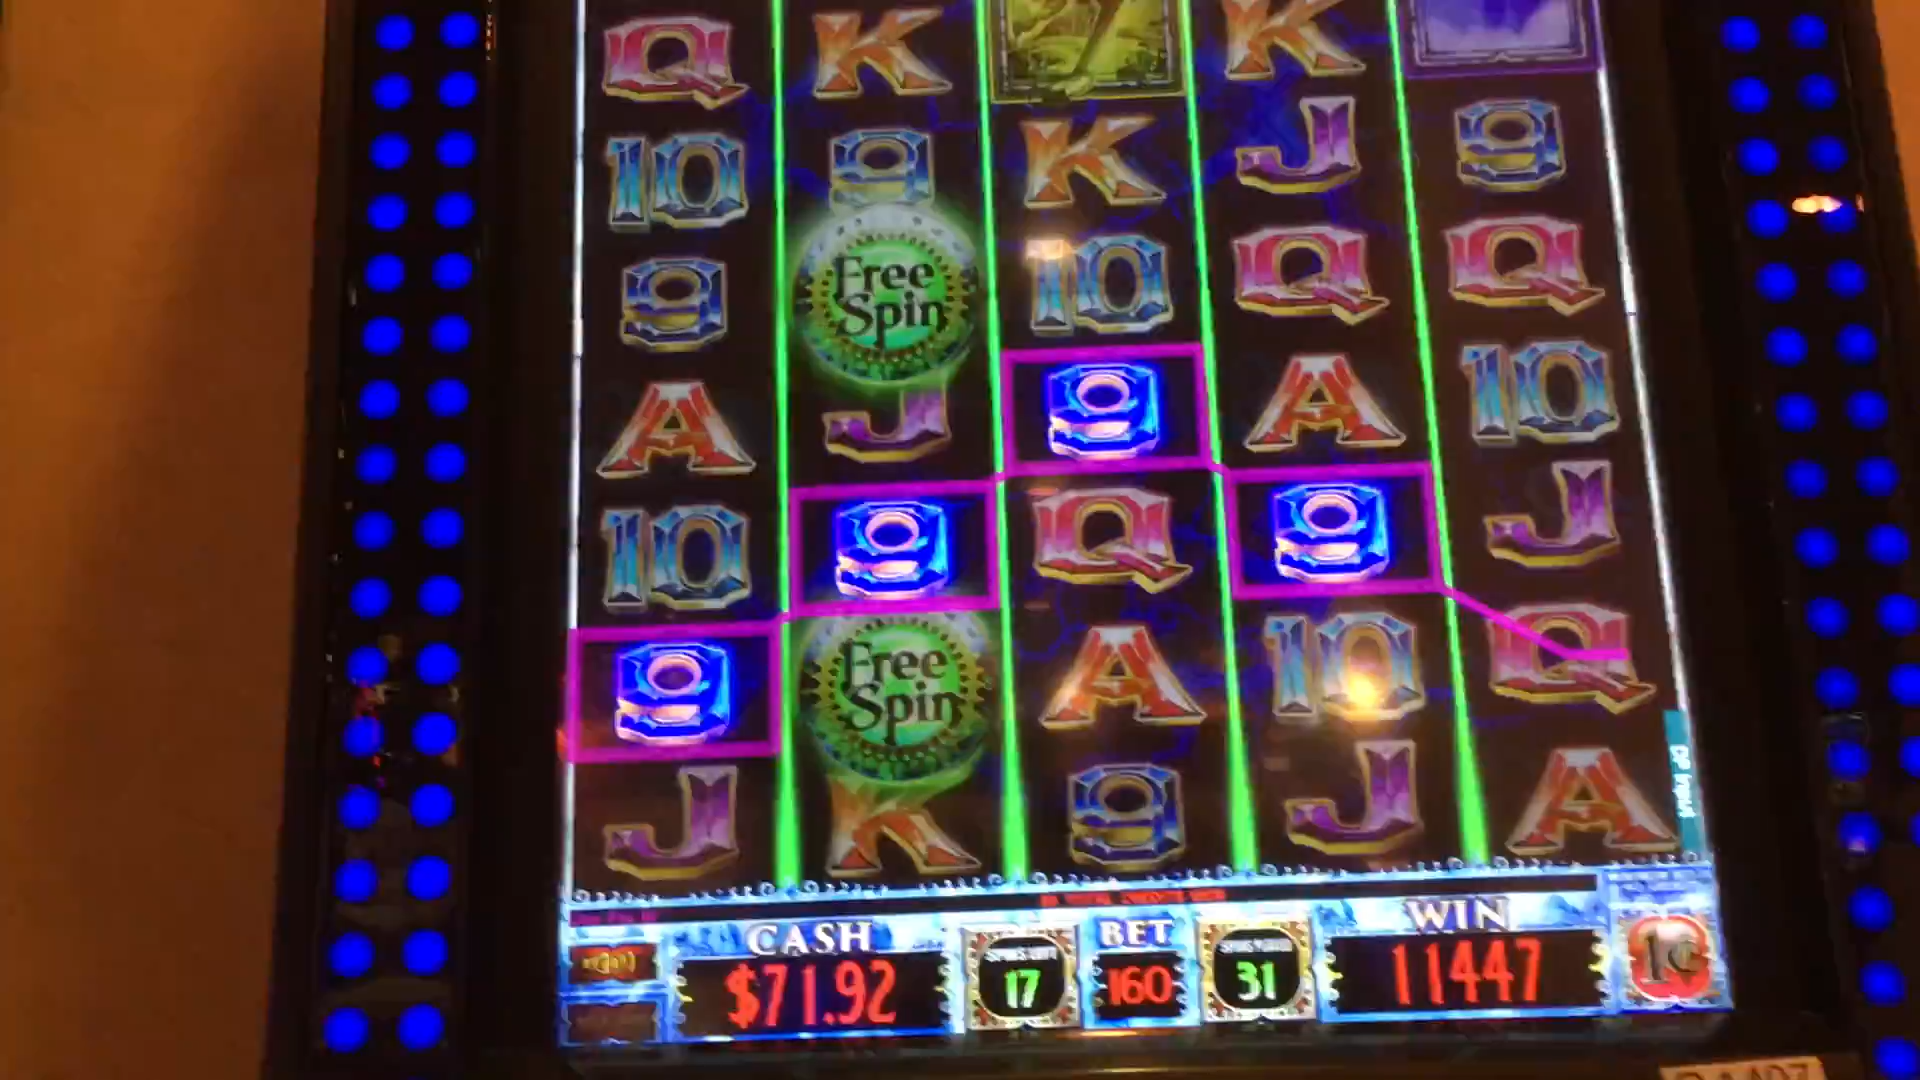 Q K K
10 9 K J 9
9 Free Spin 10 Q Q
A J 9 A 10
10 9 Q 9 J
9 Free Spin A 10 Q
J K 9 J A
CASH BET WIN
$71.92 17 160 31 11447 1¢